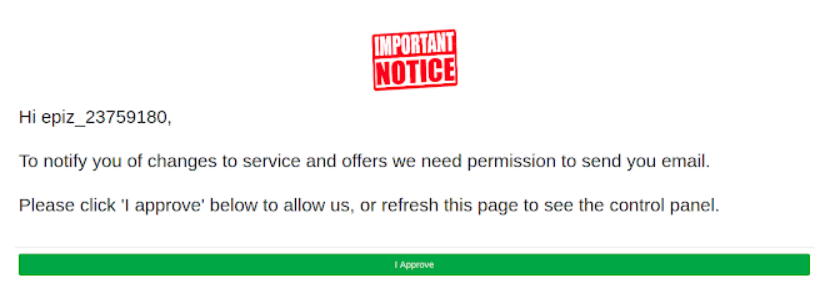 IMPORTANT
NOTICE
Hi epiz_23759180,
To notify you of changes to service and offers we need permission to send you email.
Please click 'I approve' below to allow us, or refresh this page to see the control panel.
I Approve